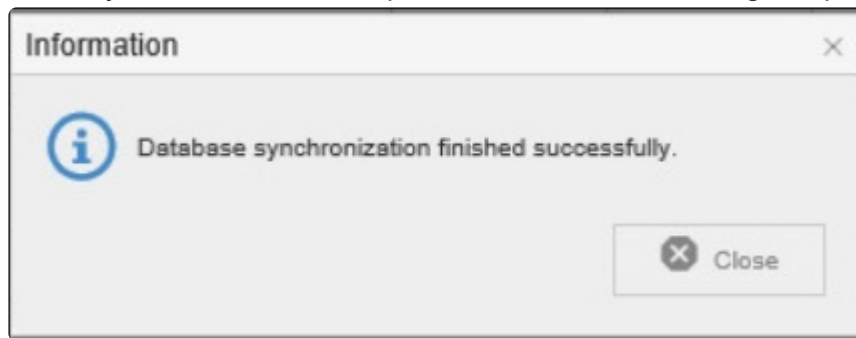 Information
Database synchronization finished successfully.
Close